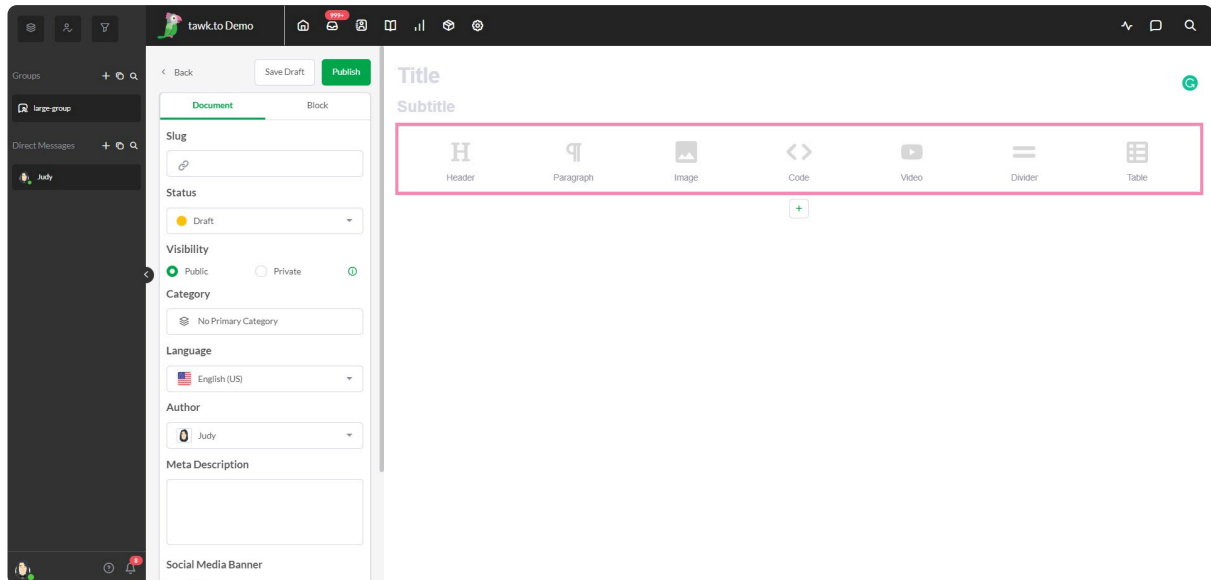 tawk.to Demo
999+
Groups
large-group
Direct Messages
Judy
Back
Save Draft
Publish
Document
Block
Slug
Status
Draft
Visibility
Public
Private
Category
No Primary Category
Language
English (US)
Author
Judy
Meta Description
Social Media Banner
Title
Subtitle
Header
Paragraph
Image
Code
Video
Divider
Table